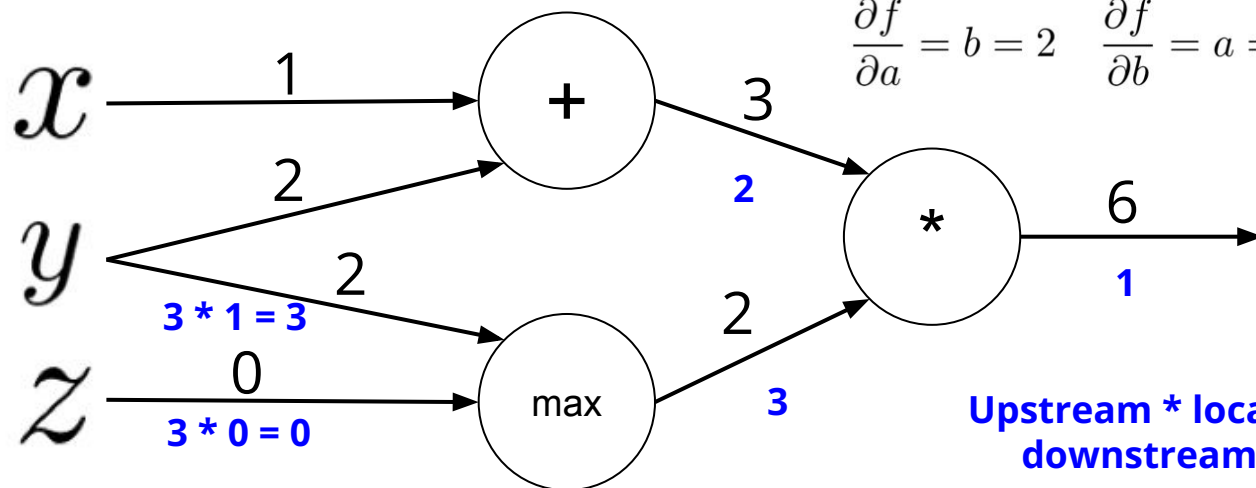 ∂f/∂a = b = 2 ∂f/∂b = a =
x 1 + 3
2 2 * 6
y 2 1
3 * 1 = 3 2
z 0 max 3
3 * 0 = 0
Upstream * loca
downstream